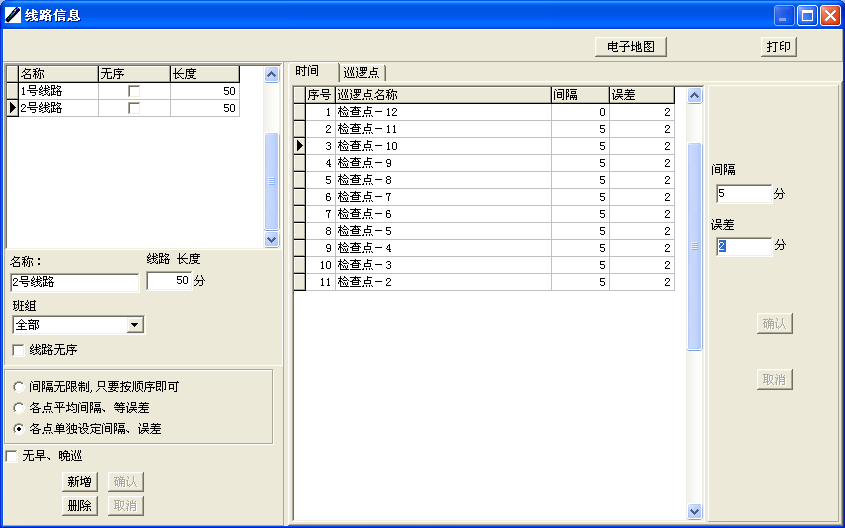 线路信息
电子地图 打印
名称 无序 长度
1号线路 50
2号线路 50
名称： 线路 长度
2号线路 50 分
班组
全部
线路无序
间隔无限制,只要按顺序即可
各点平均间隔、等误差
各点单独设定间隔、误差
无早、晚巡
新增 确认
删除 取消
时间 巡逻点
序号 巡逻点名称 间隔 误差
1 检查点－12 0 2
2 检查点－11 5 2
3 检查点－10 5 2
4 检查点－9 5 2
5 检查点－8 5 2
6 检查点－7 5 2
7 检查点－6 5 2
8 检查点－5 5 2
9 检查点－4 5 2
10 检查点－3 5 2
11 检查点－2 5 2
间隔
5 分
误差
2 分
确认
取消